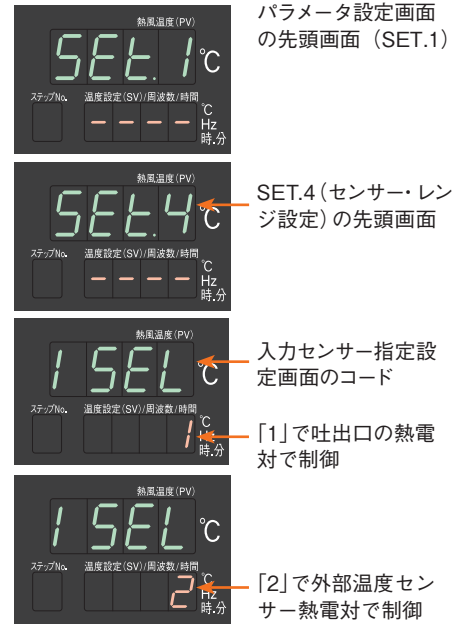 熱風温度(PV)
SEt. 1 ℃
ステップNo. 温度設定(SV)/周波数/時間
---- ℃
Hz
時.分
パラメータ設定画面
の先頭画面（SET.1）
熱風温度(PV)
SEt.4 ℃
ステップNo. 温度設定(SV)/周波数/時間
---- ℃
Hz
時.分
SET.4（センサー・レン
ジ設定）の先頭画面
熱風温度(PV)
1 SEL ℃
ステップNo. 温度設定(SV)/周波数/時間
1 ℃
Hz
時.分
入力センサー指定設
定画面のコード
「1」で吐出口の熱電
対で制御
熱風温度(PV)
1 SEL ℃
ステップNo. 温度設定(SV)/周波数/時間
2 ℃
Hz
時.分
「2」で外部温度セン
サー熱電対で制御